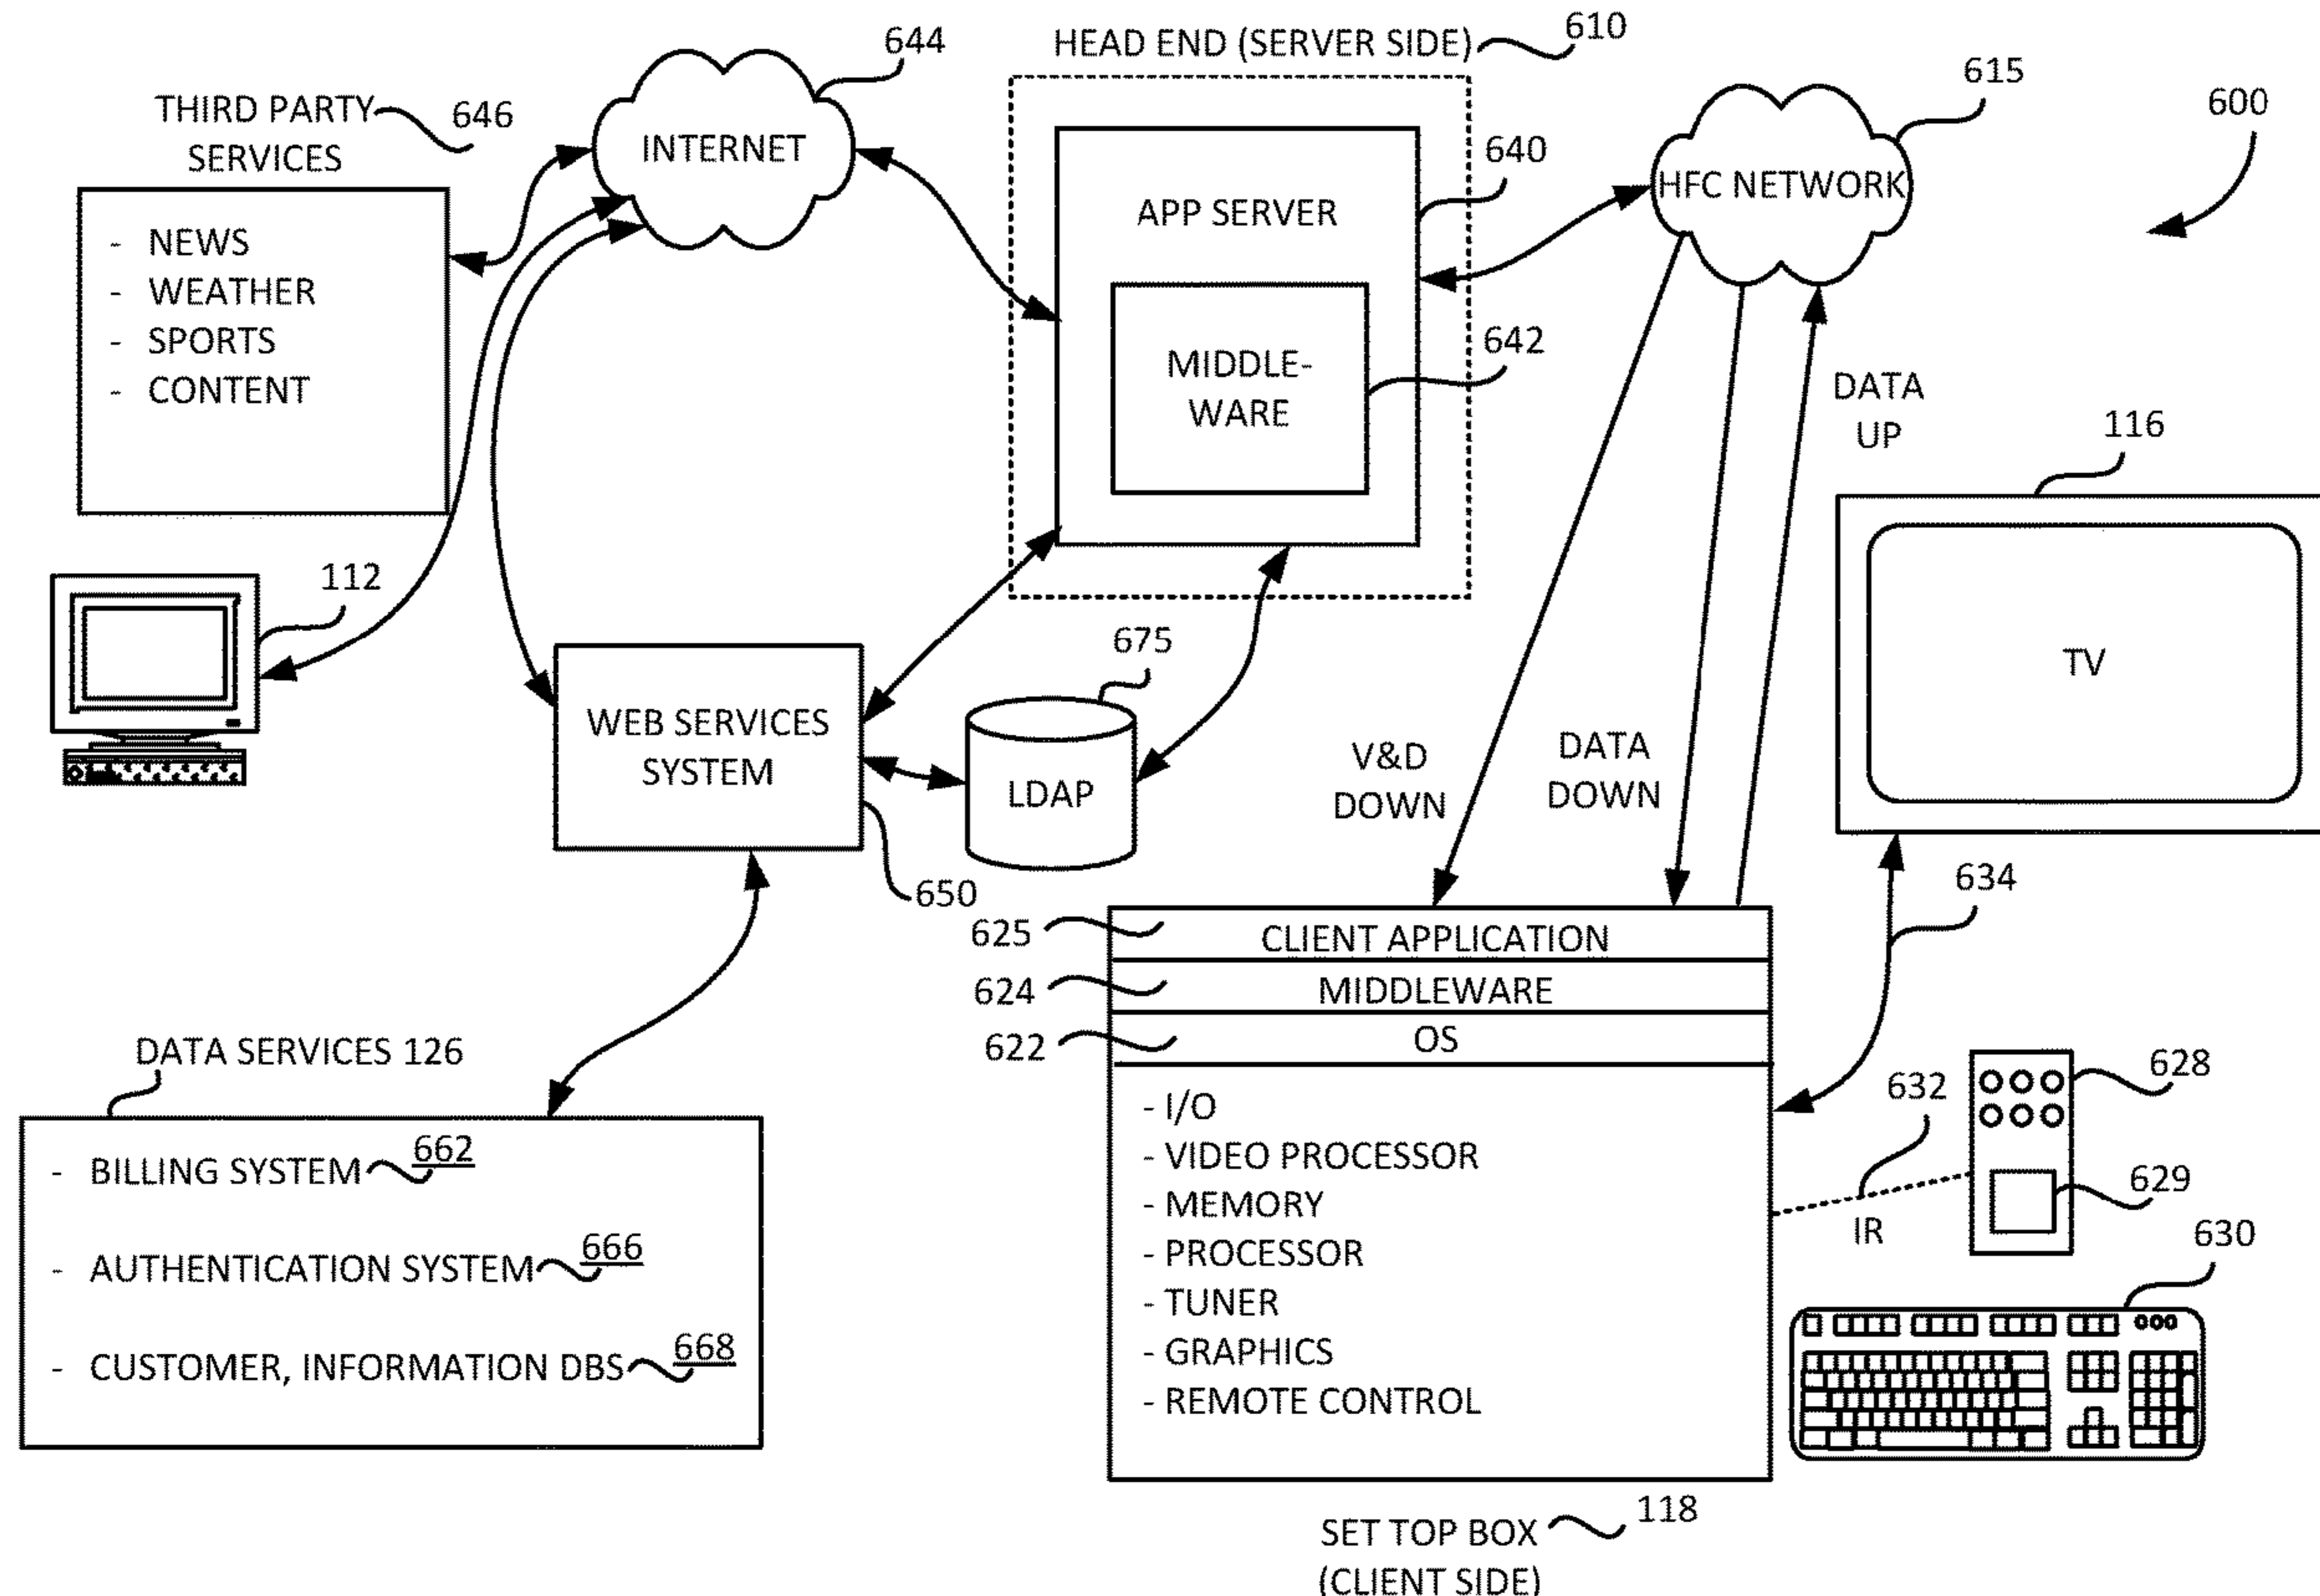 644
HEAD END (SERVER SIDE)
610
615
600
THIRD PARTY
SERVICES
646
INTERNET
HFC NETWORK
640
APP SERVER
- NEWS
- WEATHER
- SPORTS
- CONTENT
642
MIDDLE-
WARE
DATA
UP
116
112
675
TV
WEB SERVICES
SYSTEM
LDAP
V&D
DOWN
DATA
DOWN
650
634
625
CLIENT APPLICATION
624
MIDDLEWARE
622
OS
DATA SERVICES 126
- BILLING SYSTEM 662
- AUTHENTICATION SYSTEM 666
- CUSTOMER, INFORMATION DBS 668
- I/O
- VIDEO PROCESSOR
- MEMORY
- PROCESSOR
- TUNER
- GRAPHICS
- REMOTE CONTROL
632
628
629
IR
630
SET TOP BOX
118
(CLIENT SIDE)